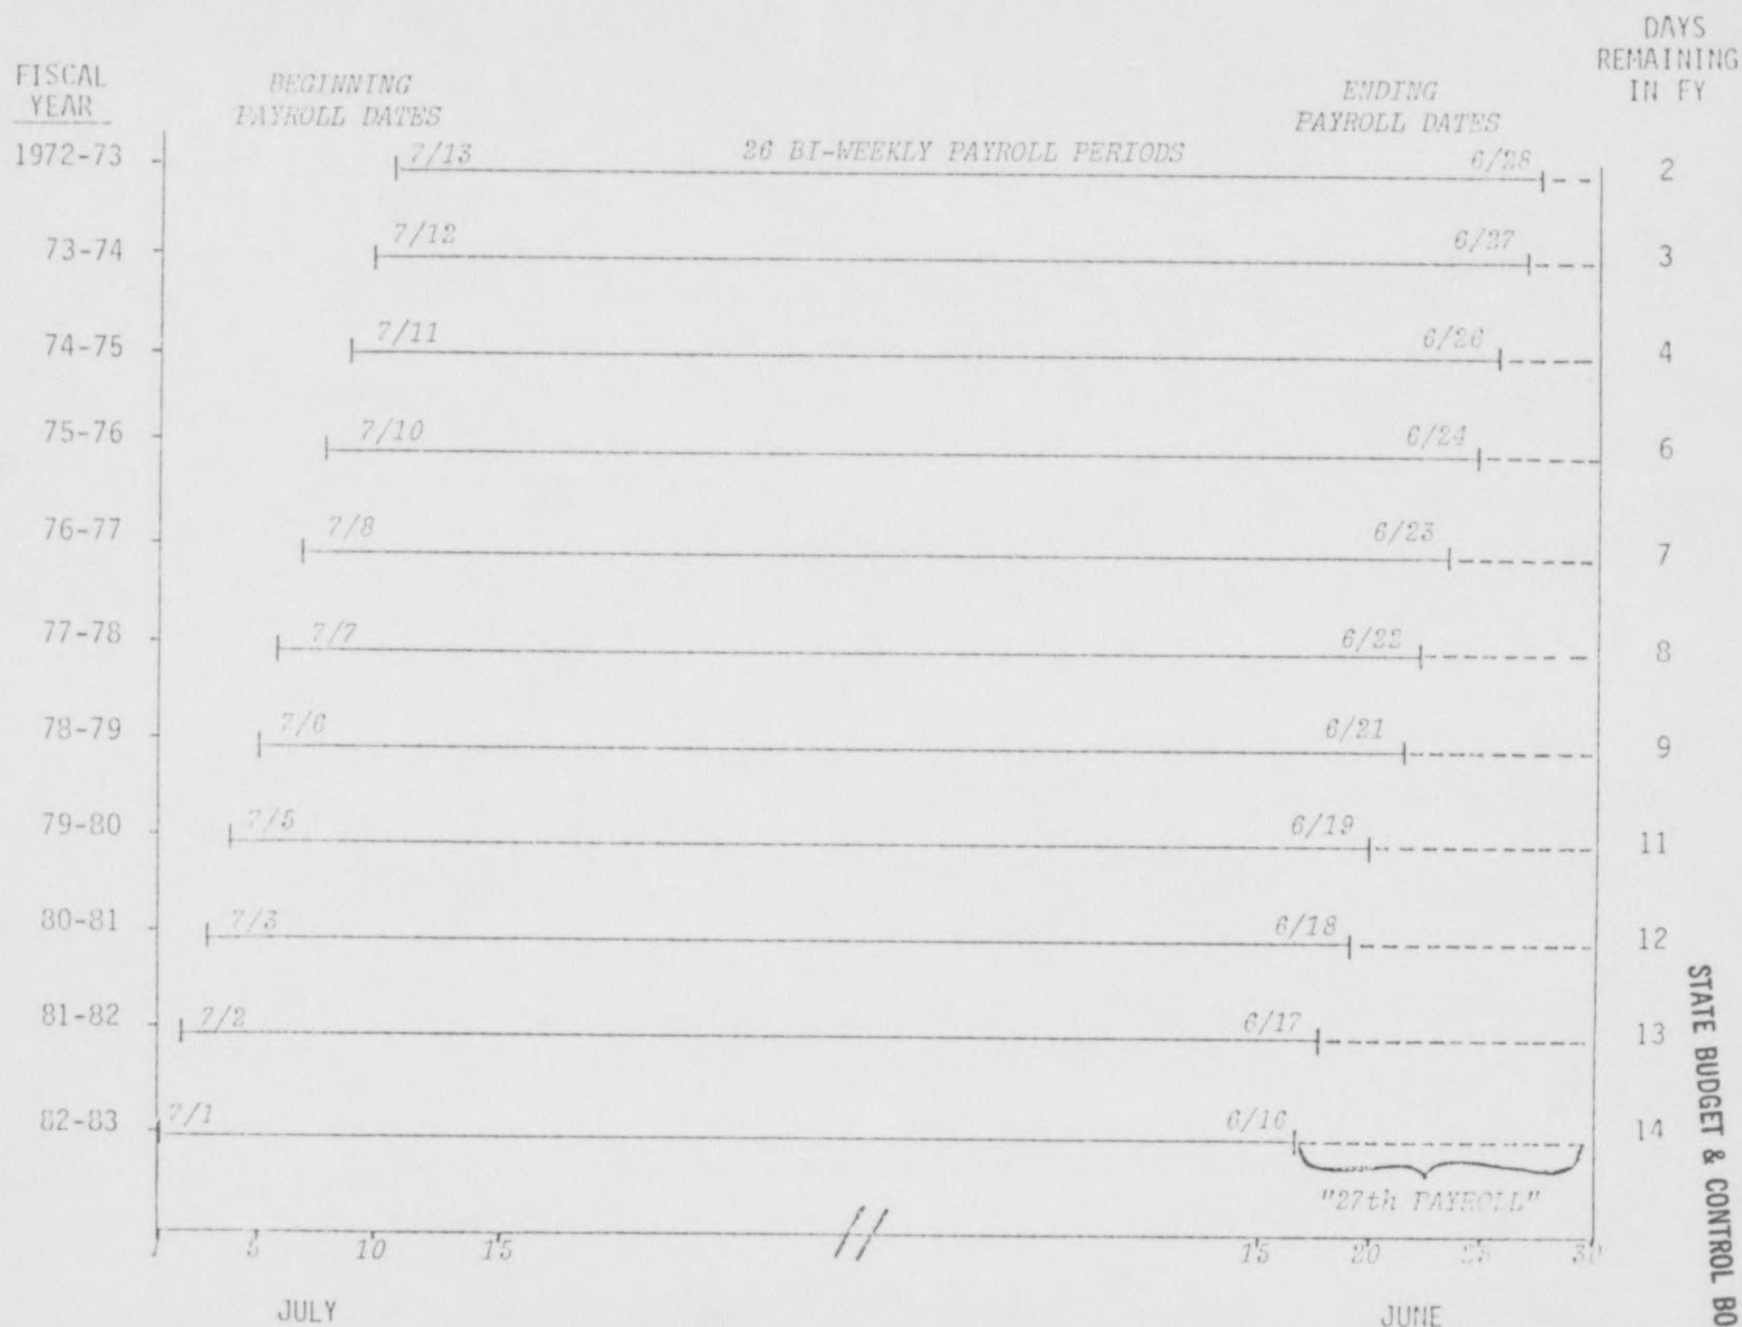 DAYS
REMAINING
IN FY
FISCAL
YEAR
BEGINNING
PAYROLL DATES
ENDING
PAYROLL DATES
1972-73 7/13 26 BI-WEEKLY PAYROLL PERIODS 6/28 2
73-74 7/12 6/27 3
74-75 7/11 6/26 4
75-76 7/10 6/24 6
76-77 7/8 6/23 7
77-78 7/7 6/22 8
78-79 7/6 6/21 9
79-80 7/5 6/19 11
80-81 7/3 6/18 12
81-82 7/2 6/17 13
82-83 7/1 6/16 14
"27th PAYROLL"
1 5 10 15 // 15 20 25 30
JULY JUNE
STATE BUDGET & CONTROL BO